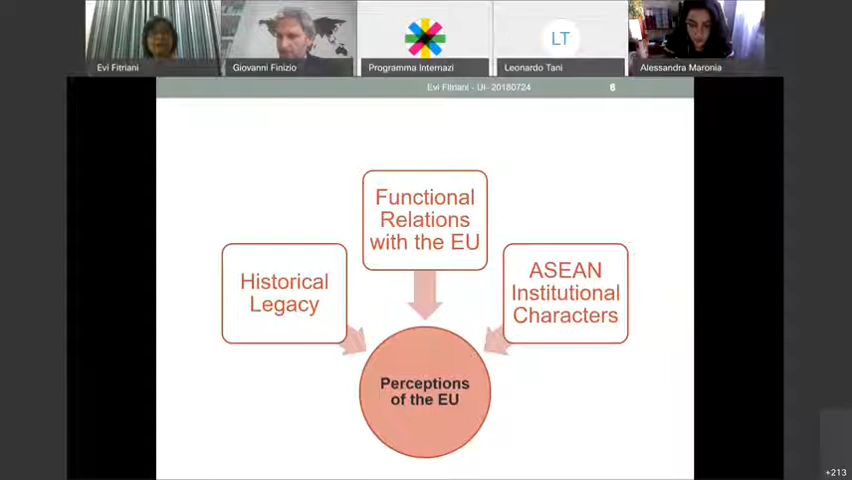 Evi Fitriani
Giovanni Finizio
Programma Internazi
LT
Leonardo Tani
Alessandra Maronia
Evi Fitriani - UI- 20180724
6
Functional
Relations
with the EU
Historical
Legacy
ASEAN
Institutional
Characters
Perceptions
of the EU
+213